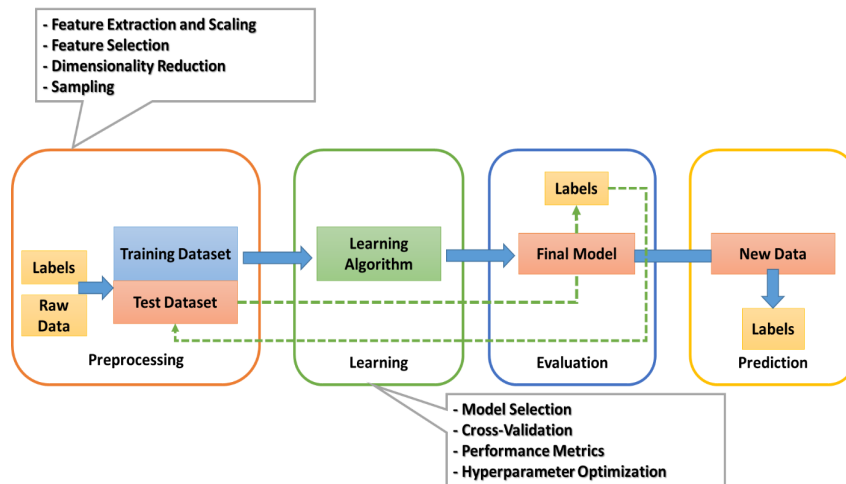 - Feature Extraction and Scaling
- Feature Selection
- Dimensionality Reduction
- Sampling
Labels
Raw
Data
Training Dataset
Test Dataset
Preprocessing
Learning
Algorithm
Learning
Labels
Final Model
Evaluation
New Data
Labels
Prediction
- Model Selection
- Cross-Validation
- Performance Metrics
- Hyperparameter Optimization